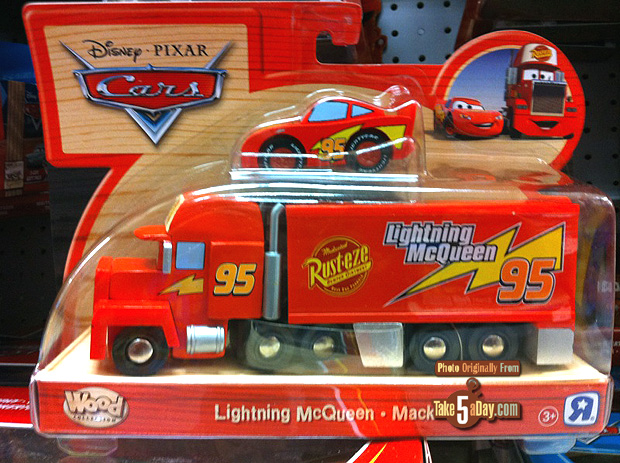 Disney · PIXAR
Cars
95
Lightning
McQueen
95
Rust-eze
95
Photo Originally From
Wood
COLLECTION
Lightning McQueen • Mack
Take5aDay.com
3+
R